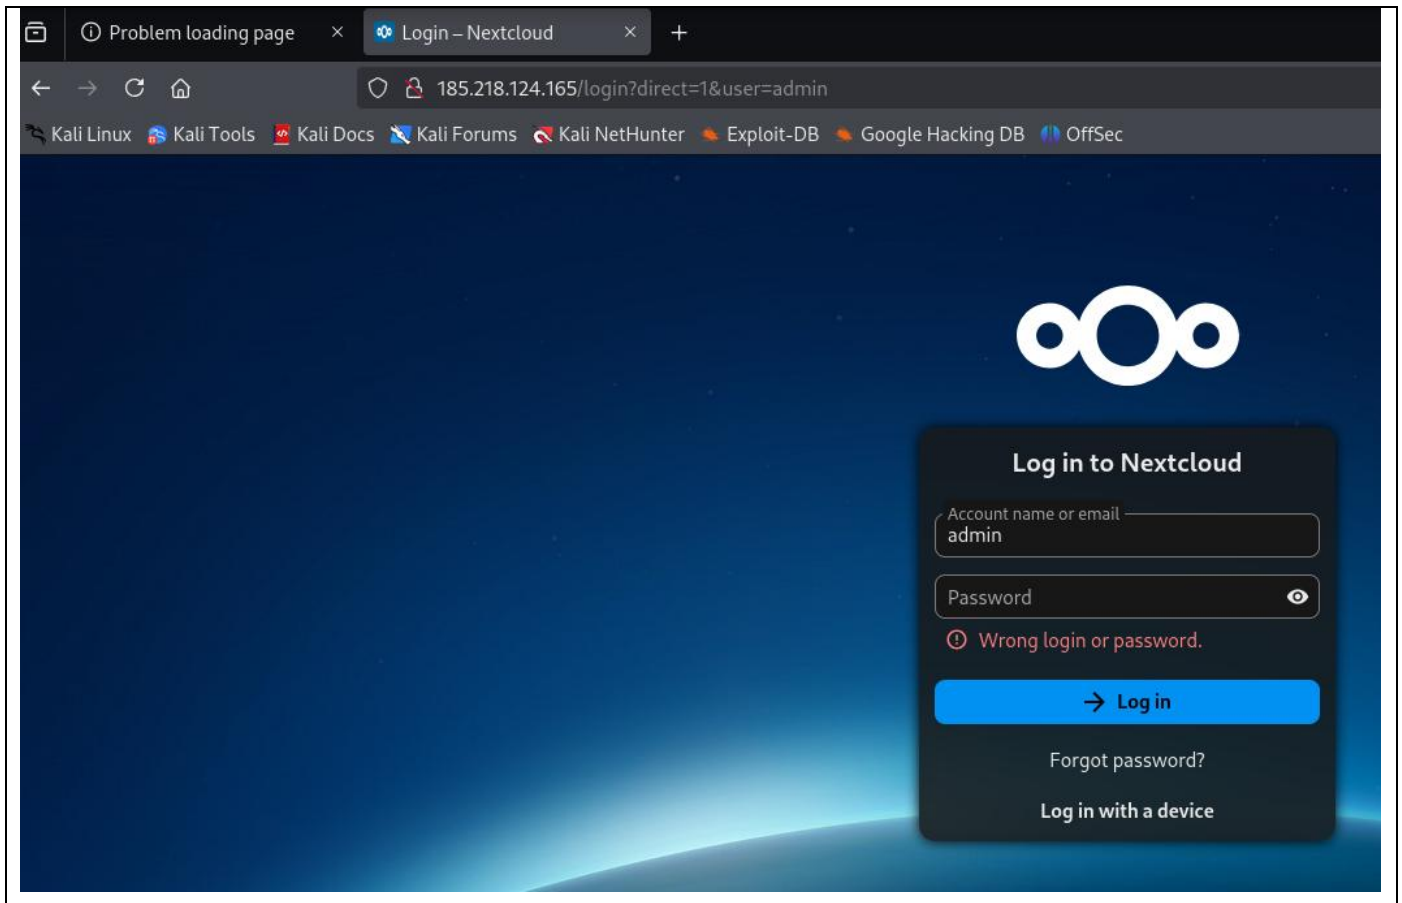 Problem loading page
Login – Nextcloud
185.218.124.165/login?direct=1&user=admin
Kali Linux Kali Tools Kali Docs Kali Forums Kali NetHunter Exploit-DB Google Hacking DB OffSec
Log in to Nextcloud
Account name or email
admin
Password
Wrong login or password.
Log in
Forgot password?
Log in with a device